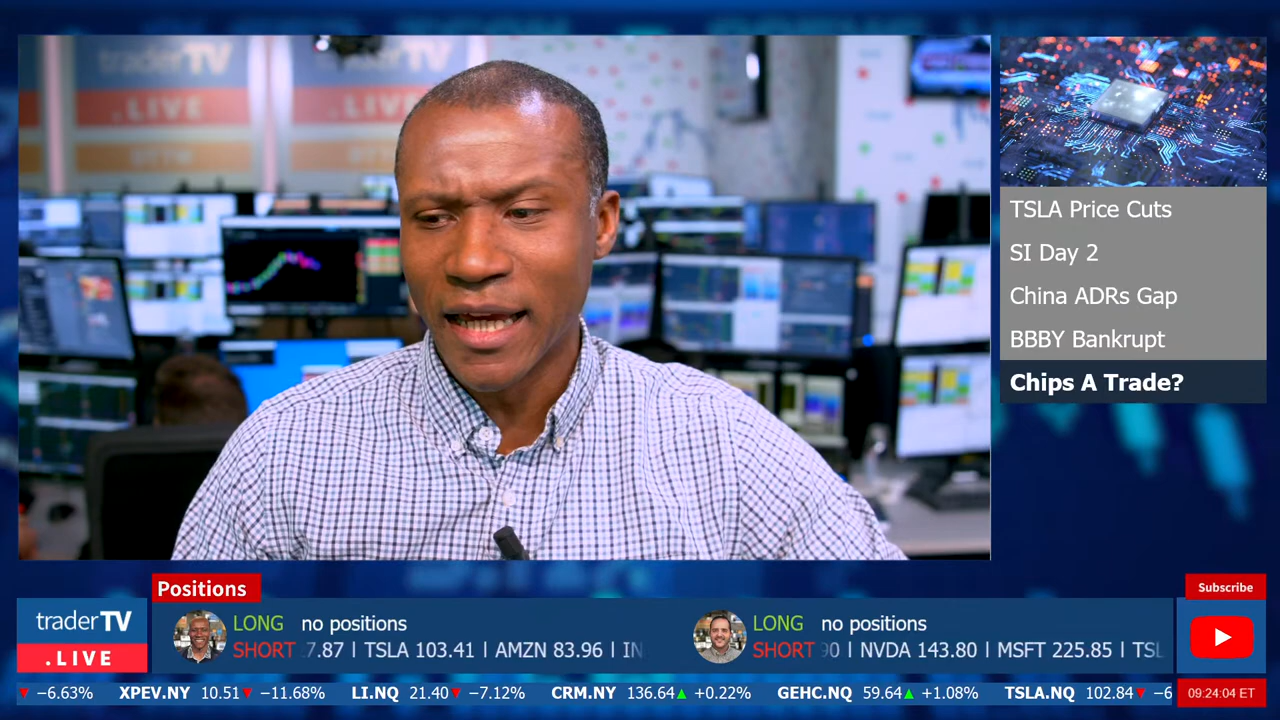 traderTV
.LIVE
.LIVE
TSLA Price Cuts
SI Day 2
China ADRs Gap
BBBY Bankrupt
Chips A Trade?
Positions
LONG no positions
SHORT 7.87 | TSLA 103.41 | AMZN 83.96 | IN
LONG no positions
SHORT 90 | NVDA 143.80 | MSFT 225.85 | TSL
Subscribe
traderTV
.LIVE
−6.63% XPEV.NY 10.51 −11.68% LI.NQ 21.40 −7.12% CRM.NY 136.64 +0.22% GEHC.NQ 59.64 +1.08% TSLA.NQ 102.84 −6
09:24:04 ET